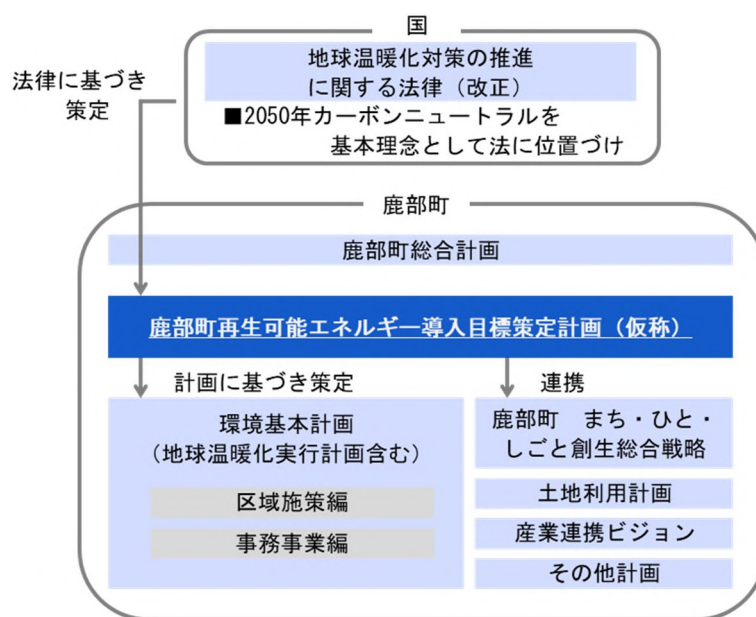 国
地球温暖化対策の推進
に関する法律（改正）
■2050年カーボンニュートラルを
基本理念として法に位置づけ
法律に基づき
策定
鹿部町
鹿部町総合計画
鹿部町再生可能エネルギー導入目標策定計画（仮称）
計画に基づき策定
環境基本計画
（地球温暖化実行計画含む）
区域施策編
事務事業編
連携
鹿部町　まち・ひと・
しごと創生総合戦略
土地利用計画
産業連携ビジョン
その他計画